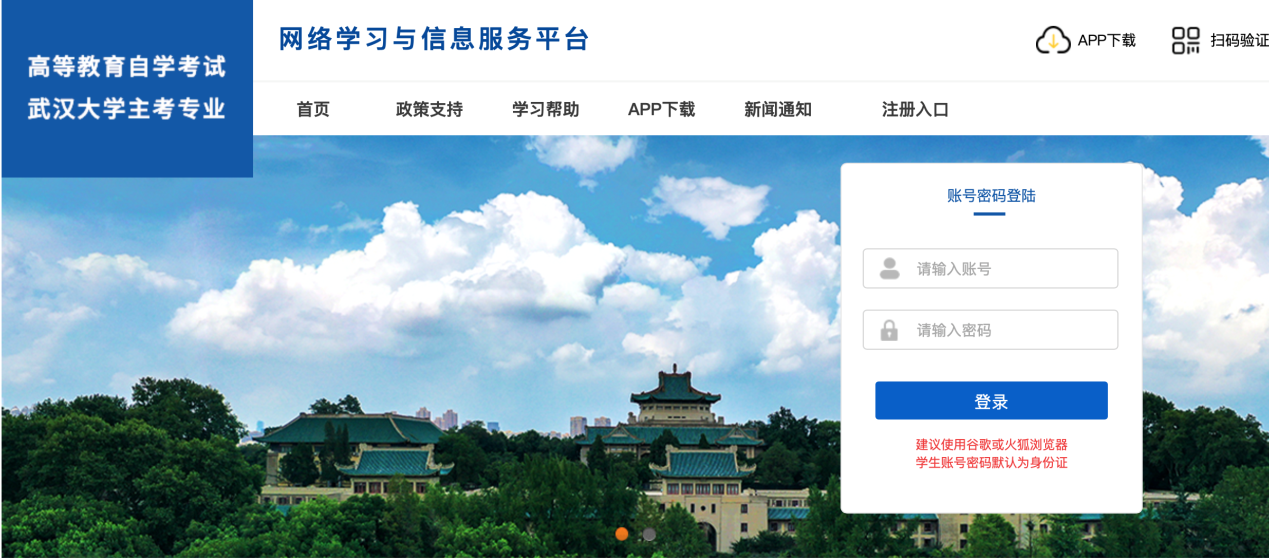 高等教育自学考试
武汉大学主考专业
网络学习与信息服务平台
APP下载
扫码验证
首页
政策支持
学习帮助
APP下载
新闻通知
注册入口
账号密码登陆
请输入账号
请输入密码
登录
建议使用谷歌或火狐浏览器
学生账号密码默认为身份证